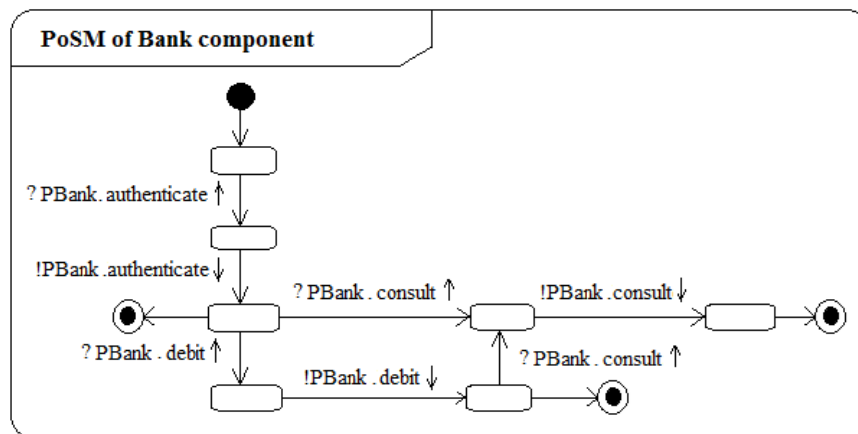 PoSM of Bank component
? PBank. authenticate ↑
!PBank .authenticate ↓
? PBank . consult ↑
!PBank .consult ↓
? PBank . debit ↑
!PBank .debit ↓
? PBank . consult ↑